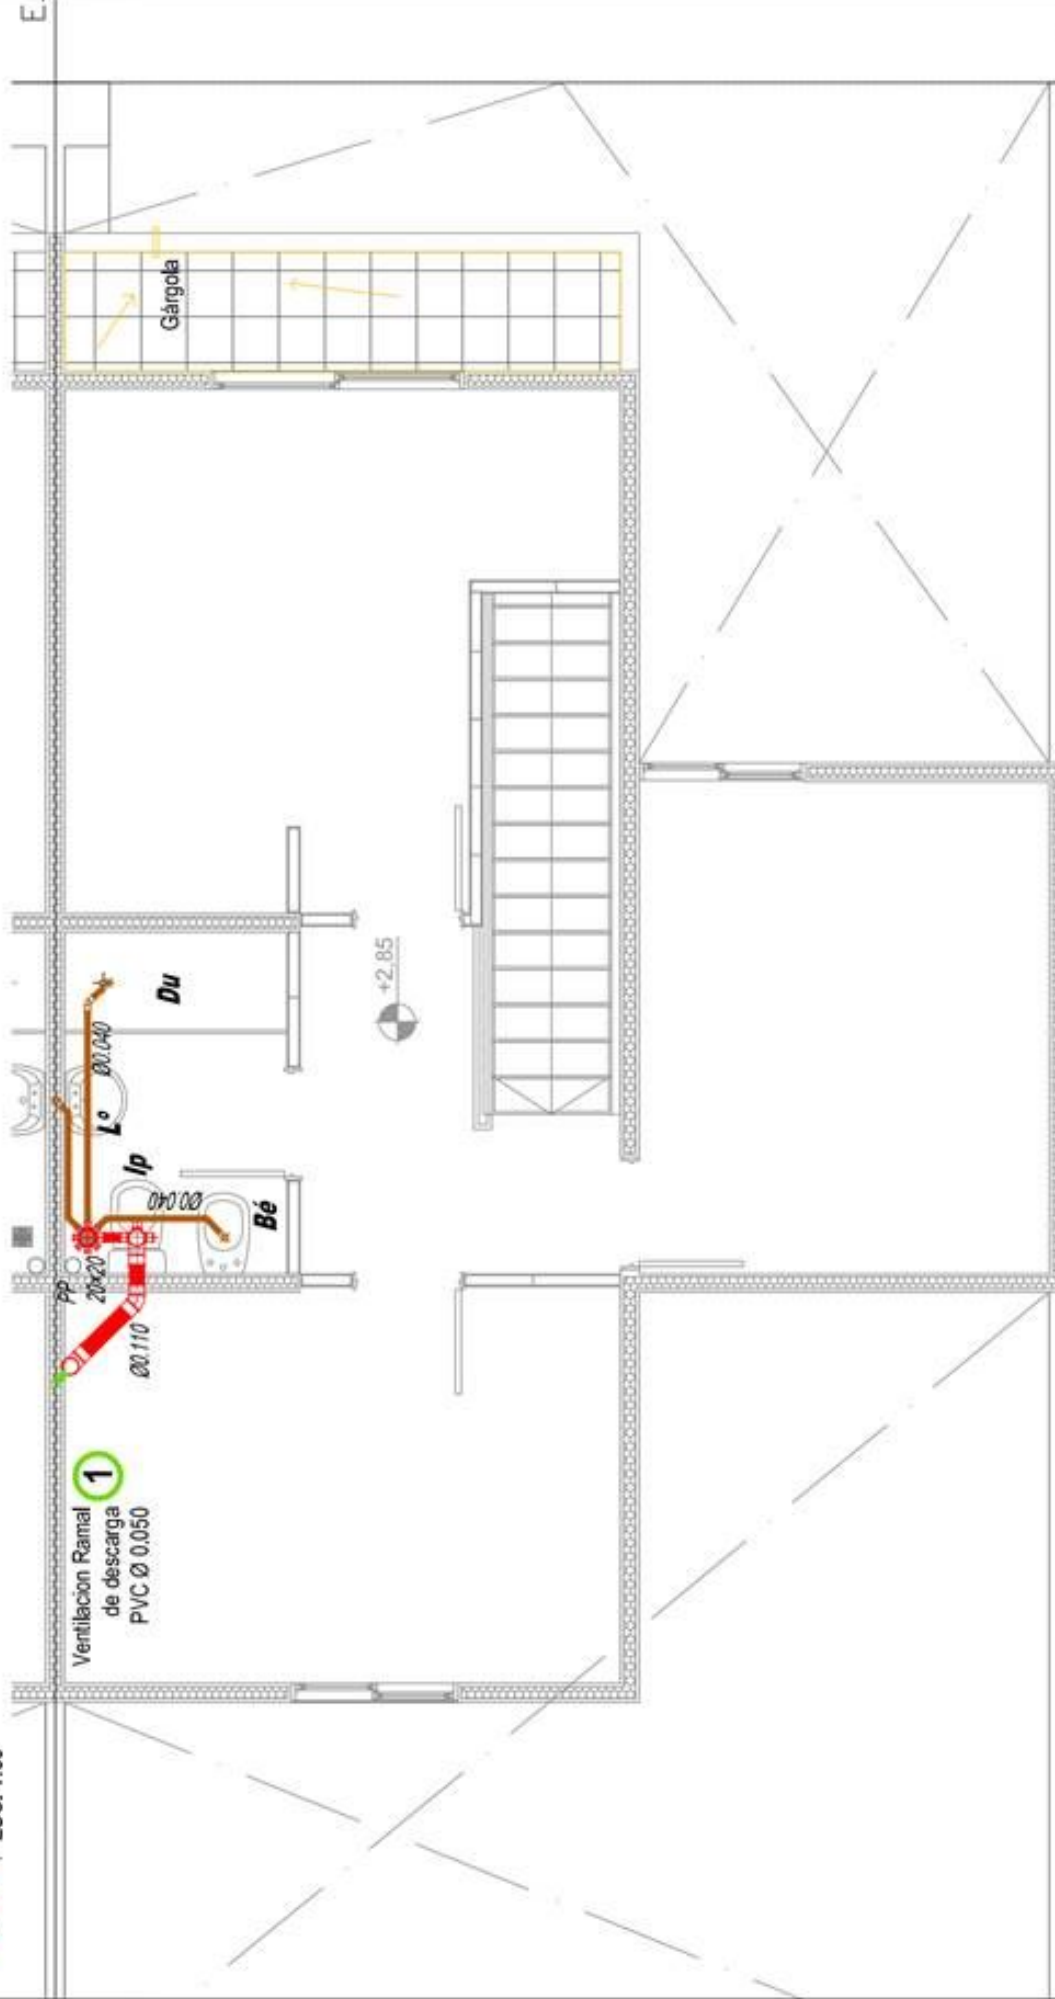 E.
Gárgola
+2,85
Du
Ø0.040
Lº
Ip
Ø0.040
Bé
PP
20x20
Ø0.110
1
Ventilacion Ramal
de descarga
PVC Ø 0.050